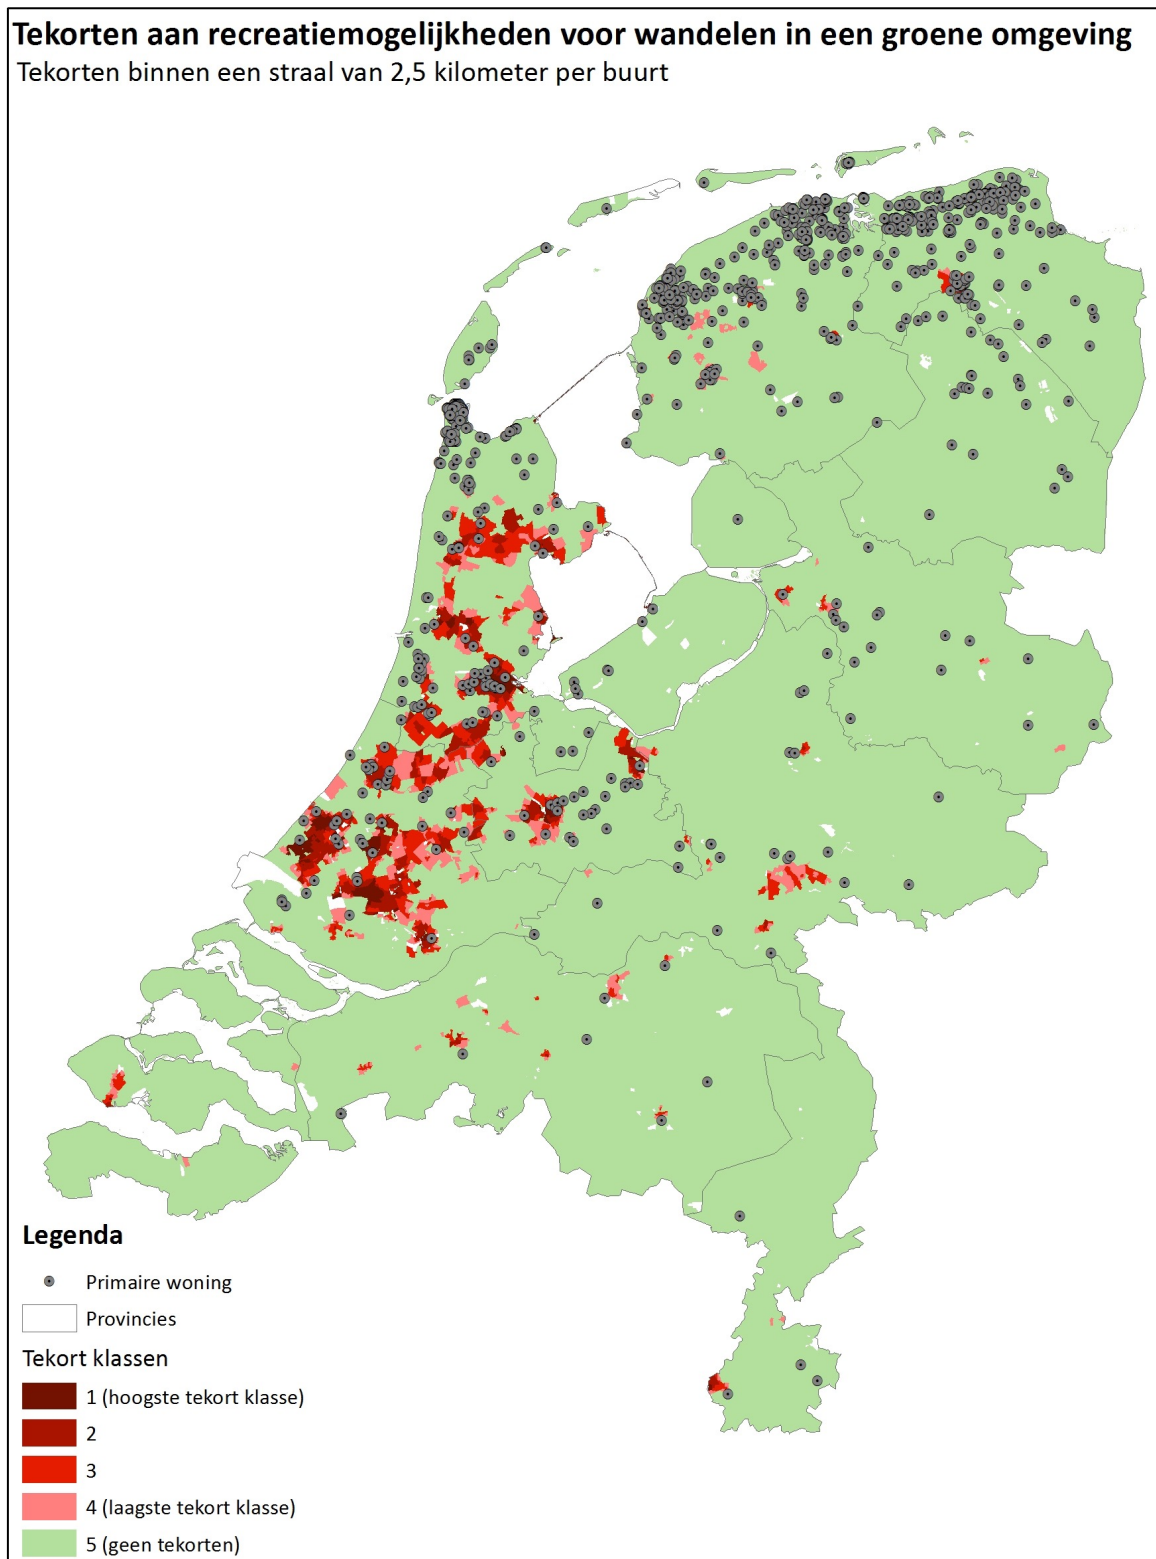 Tekorten aan recreatiemogelijkheden voor wandelen in een groene omgeving
Tekorten binnen een straal van 2,5 kilometer per buurt
Legenda
Primaire woning
Provincies
Tekort klassen
1 (hoogste tekort klasse)
2
3
4 (laagste tekort klasse)
5 (geen tekorten)